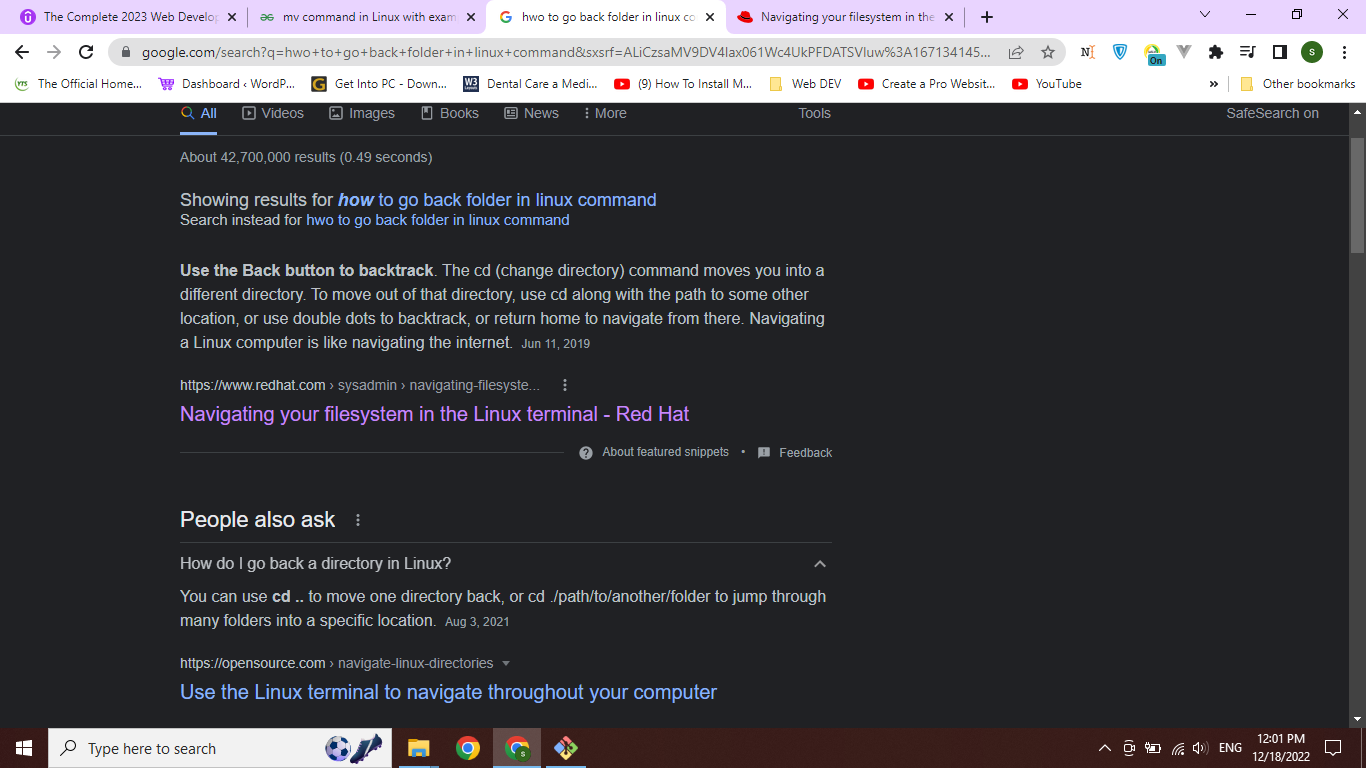 The Complete 2023 Web Develop
mv command in Linux with exam
hwo to go back folder in linux co
Navigating your filesystem in the
google.com/search?q=hwo+to+go+back+folder+in+linux+command&sxsrf=ALiCzsaMV9DV4lax061Wc4UkPFDATSVluw%3A167134145...
On
S
The Official Home...
Dashboard ‹ WordP...
Get Into PC - Down...
Dental Care a Medi...
(9) How To Install M...
Web DEV
Create a Pro Websit...
YouTube
»
Other bookmarks
All
Videos
Images
Books
News
More
Tools
SafeSearch on
About 42,700,000 results (0.49 seconds)
Showing results for how to go back folder in linux command
Search instead for hwo to go back folder in linux command
Use the Back button to backtrack. The cd (change directory) command moves you into a
different directory. To move out of that directory, use cd along with the path to some other
location, or use double dots to backtrack, or return home to navigate from there. Navigating
a Linux computer is like navigating the internet. Jun 11, 2019
https://www.redhat.com › sysadmin › navigating-filesyste...
Navigating your filesystem in the Linux terminal - Red Hat
About featured snippets • Feedback
People also ask
How do I go back a directory in Linux?
You can use cd .. to move one directory back, or cd ./path/to/another/folder to jump through
many folders into a specific location. Aug 3, 2021
https://opensource.com › navigate-linux-directories
Use the Linux terminal to navigate throughout your computer
Type here to search
ENG
12:01 PM
12/18/2022